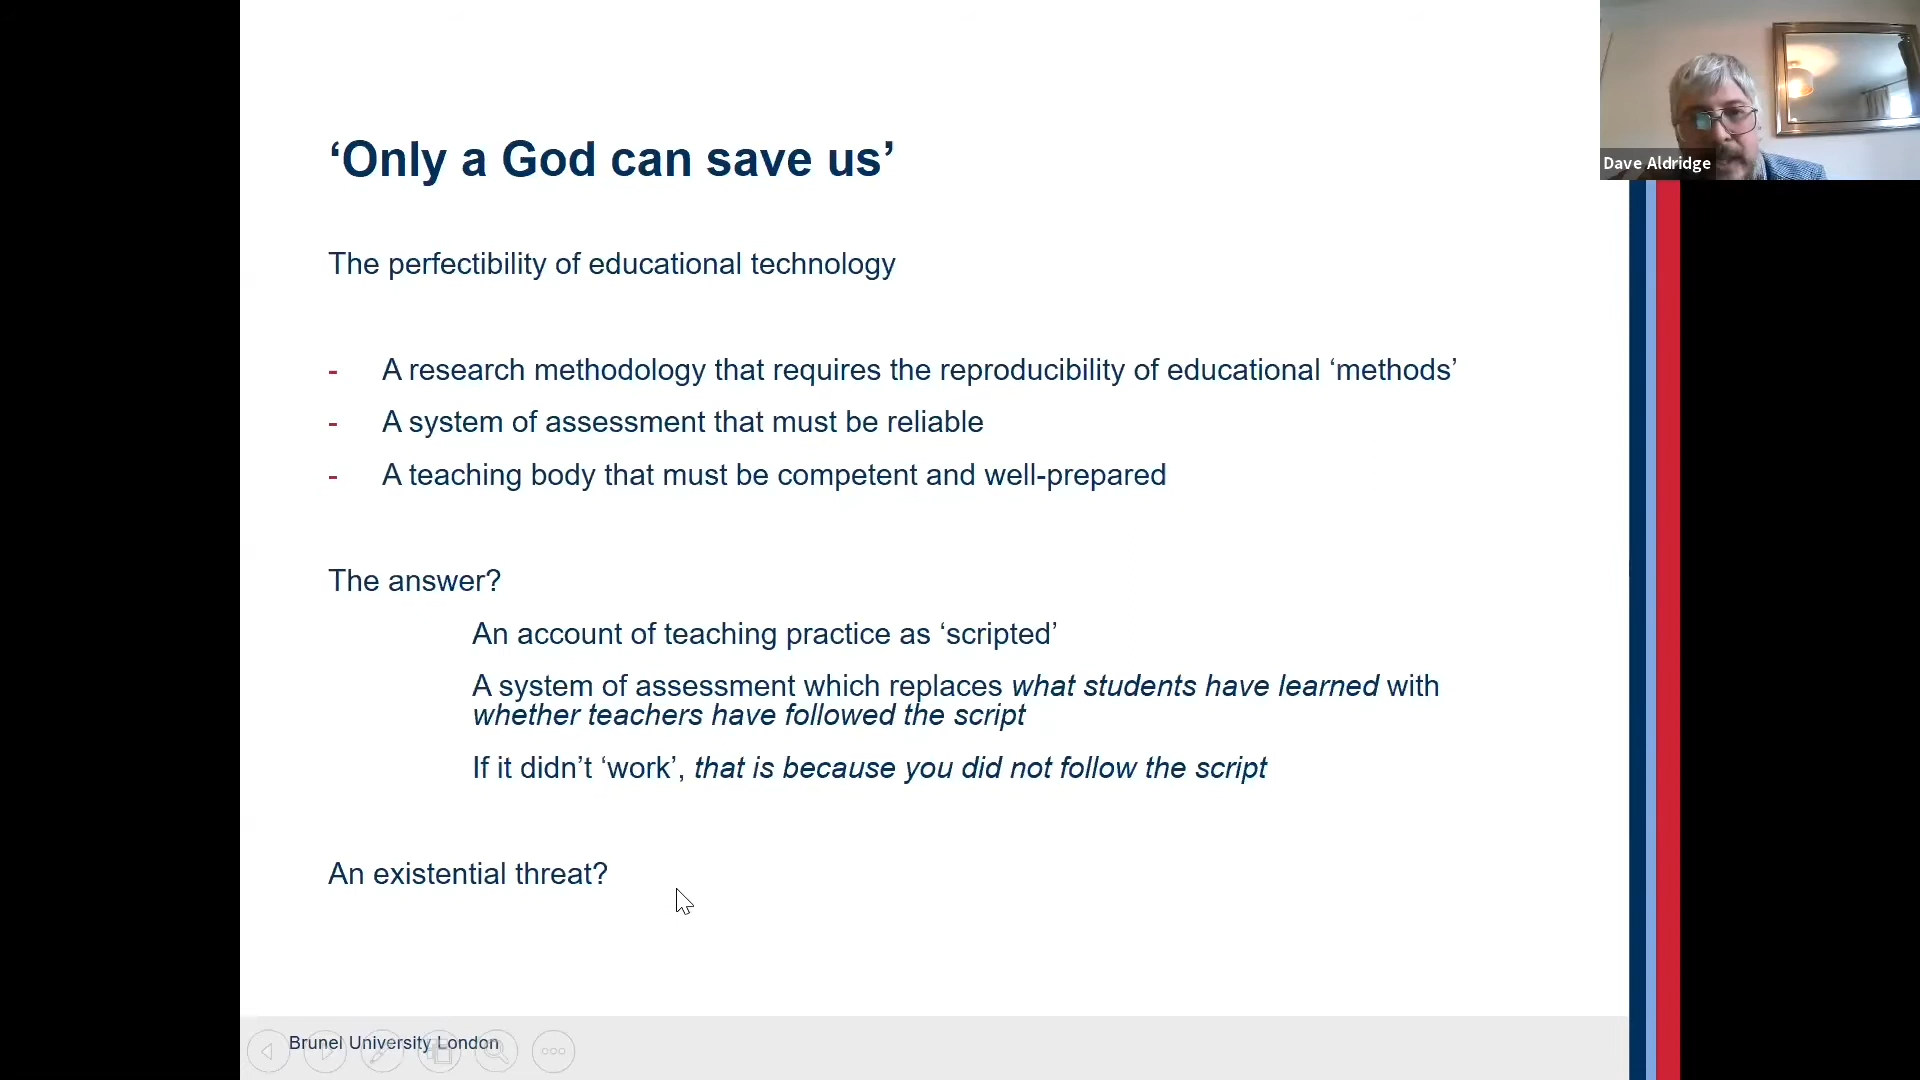 ‘Only a God can save us’
Dave Aldridge
The perfectibility of educational technology
- A research methodology that requires the reproducibility of educational ‘methods’
- A system of assessment that must be reliable
- A teaching body that must be competent and well-prepared
The answer?
An account of teaching practice as ‘scripted’
A system of assessment which replaces what students have learned with
whether teachers have followed the script
If it didn’t ‘work’, that is because you did not follow the script
An existential threat?
Brunel University London